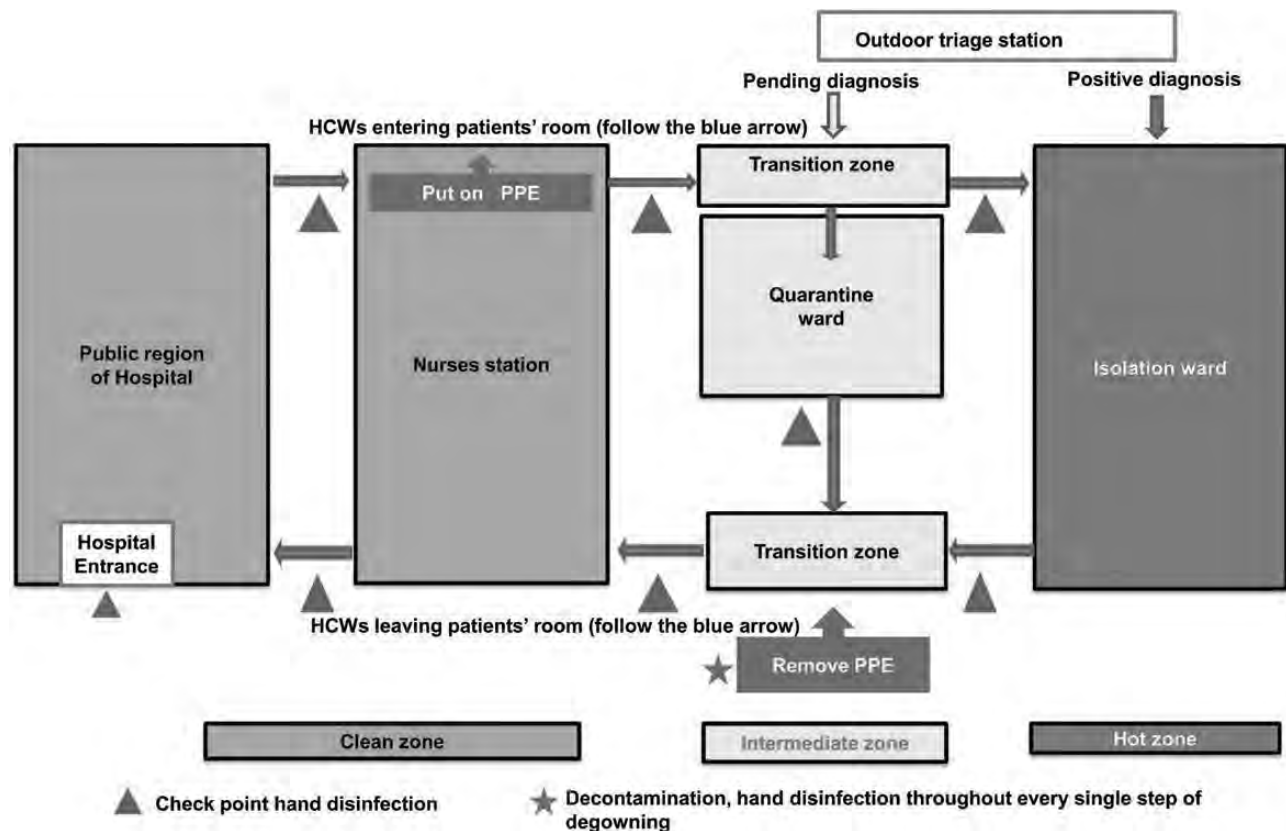 Outdoor triage station
Pending diagnosis
Positive diagnosis
HCWs entering patients' room (follow the blue arrow)
Put on PPE
Transition zone
Quarantine
ward
Public region
of Hospital
Nurses station
Isolation ward
Hospital
Entrance
Transition zone
HCWs leaving patients' room (follow the blue arrow)
Remove PPE
Clean zone
Intermediate zone
Hot zone
Check point hand disinfection
Decontamination, hand disinfection throughout every single step of
degowning